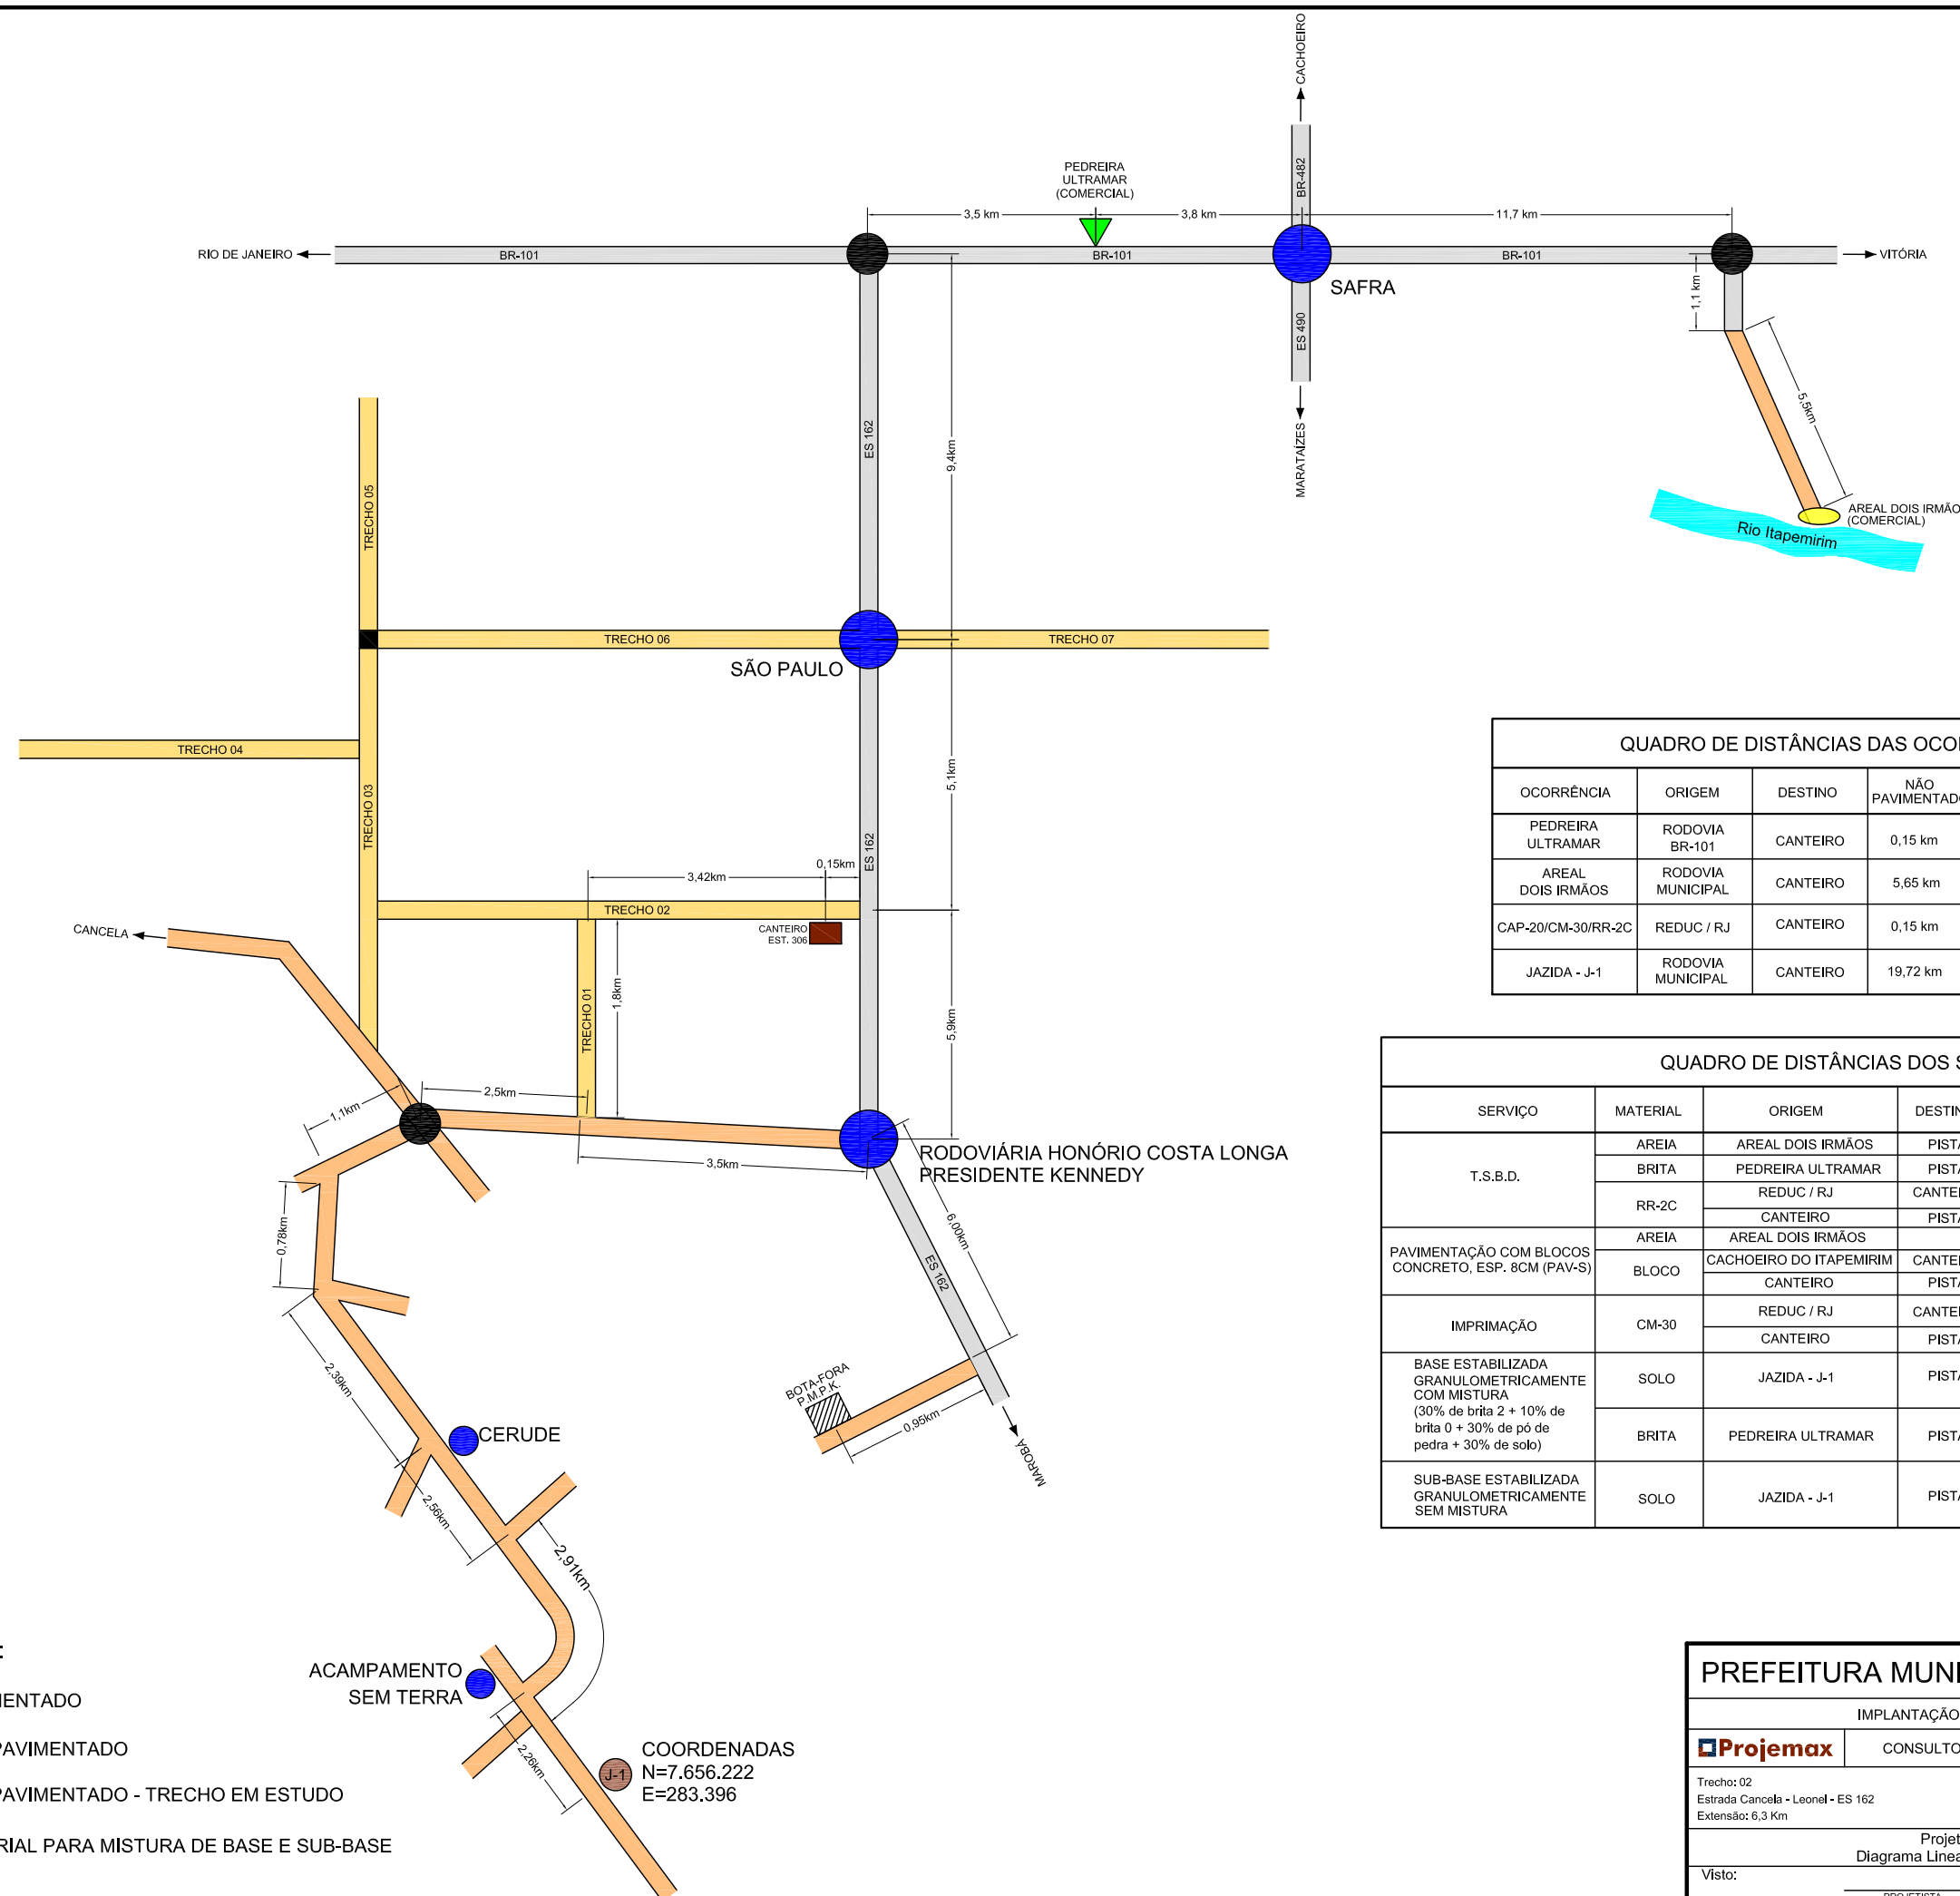 CACHOEIRO
BR-482
PEDREIRA
ULTRAMAR
(COMERCIAL)
3,5 km
3,8 km
11,7 km
RIO DE JANEIRO
BR-101
BR-101
BR-101
VITÓRIA
SAFRA
1,1 km
ES 490
MARATAÍZES
5,5km
AREAL DOIS IRMÃO
(COMERCIAL)
Rio Itapemirim
ES 162
9,4km
TRECHO 05
TRECHO 06
TRECHO 07
SÃO PAULO
TRECHO 04
TRECHO 03
5,1km
ES 162
0,15km
3,42km
TRECHO 02
CANTEIRO
EST. 306
CANCELA
1,8km
TRECHO 01
5,9km
2,5km
1,1km
3,5km
RODOVIÁRIA HONÓRIO COSTA LONGA
PRESIDENTE KENNEDY
0,78km
6,00km
ES 162
2,39km
BOTA-FORA
P.M.P.K.
0,95km
MAROBÁ
CERUDE
2,56km
2,91km
ACAMPAMENTO
SEM TERRA
2,26km
J-1
COORDENADAS
N=7.656.222
E=283.396
MENTADO
PAVIMENTADO
PAVIMENTADO - TRECHO EM ESTUDO
RIAL PARA MISTURA DE BASE E SUB-BASE
QUADRO DE DISTÂNCIAS DAS OCO
OCORRÊNCIA ORIGEM DESTINO NÃO PAVIMENTADO
PEDREIRA ULTRAMAR RODOVIA BR-101 CANTEIRO 0,15 km
AREAL DOIS IRMÃOS RODOVIA MUNICIPAL CANTEIRO 5,65 km
CAP-20/CM-30/RR-2C REDUC / RJ CANTEIRO 0,15 km
JAZIDA - J-1 RODOVIA MUNICIPAL CANTEIRO 19,72 km
QUADRO DE DISTÂNCIAS DOS S
SERVIÇO MATERIAL ORIGEM DESTIN
T.S.B.D.
AREIA AREAL DOIS IRMÃOS PISTA
BRITA PEDREIRA ULTRAMAR PISTA
RR-2C REDUC / RJ CANTEI
CANTEIRO PISTA
PAVIMENTAÇÃO COM BLOCOS
CONCRETO, ESP. 8CM (PAV-S)
AREIA AREAL DOIS IRMÃOS
BLOCO CACHOEIRO DO ITAPEMIRIM CANTEI
CANTEIRO PISTA
IMPRIMAÇÃO CM-30 REDUC / RJ CANTEI
CANTEIRO PISTA
BASE ESTABILIZADA
GRANULOMETRICAMENTE
COM MISTURA
(30% de brita 2 + 10% de
brita 0 + 30% de pó de
pedra + 30% de solo)
SOLO JAZIDA - J-1 PISTA
BRITA PEDREIRA ULTRAMAR PISTA
SUB-BASE ESTABILIZADA
GRANULOMETRICAMENTE
SEM MISTURA
SOLO JAZIDA - J-1 PISTA
PREFEITURA MUNI
IMPLANTAÇÃO
Projemax CONSULTO
Trecho: 02
Estrada Cancela - Leonel - ES 162
Extensão: 6,3 Km
Projet
Diagrama Linea
Visto: